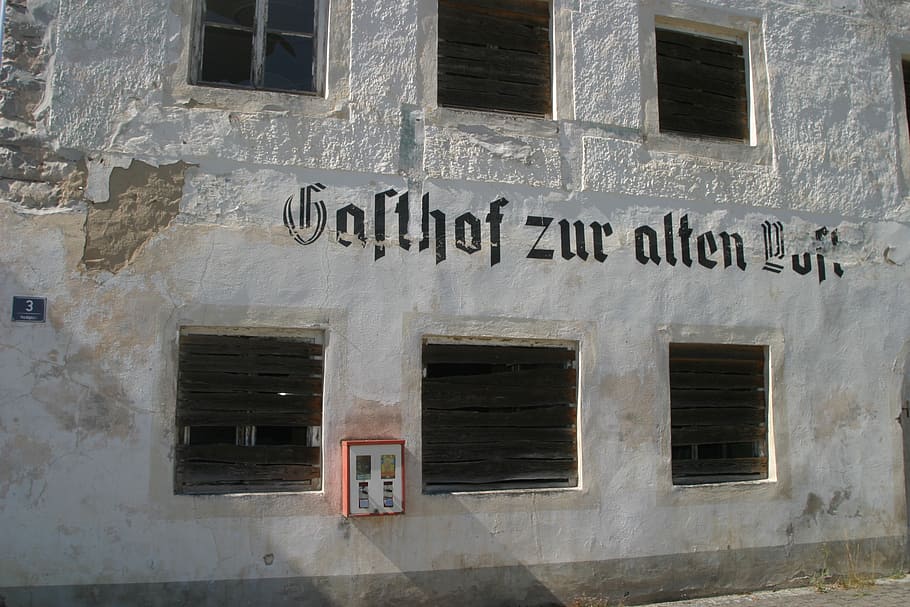 Gaſthof zur alten Poſt
3